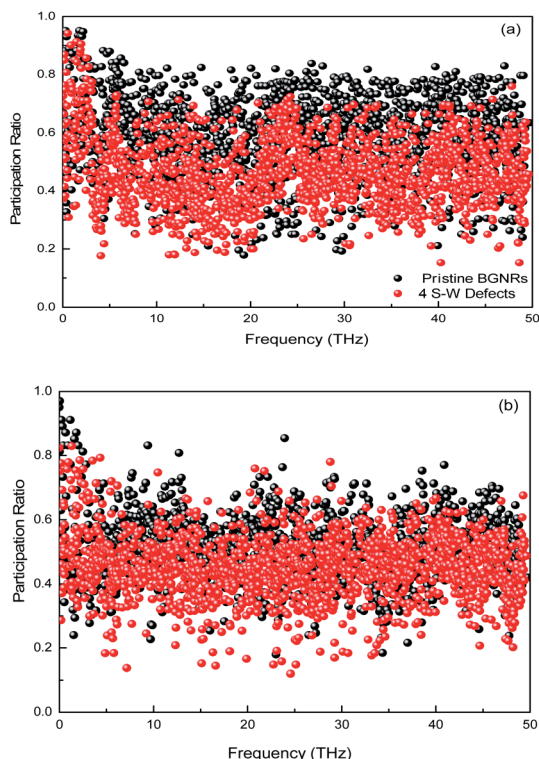 (a)
1.0
0.8
0.6
0.4
0.2
0.0
Participation Ratio
Pristine BGNRs
4 S-W Defects
0 10 20 30 40 50
Frequency (THz)
(b)
1.0
0.8
0.6
0.4
0.2
0.0
Participation Ratio
0 10 20 30 40 50
Frequency (THz)